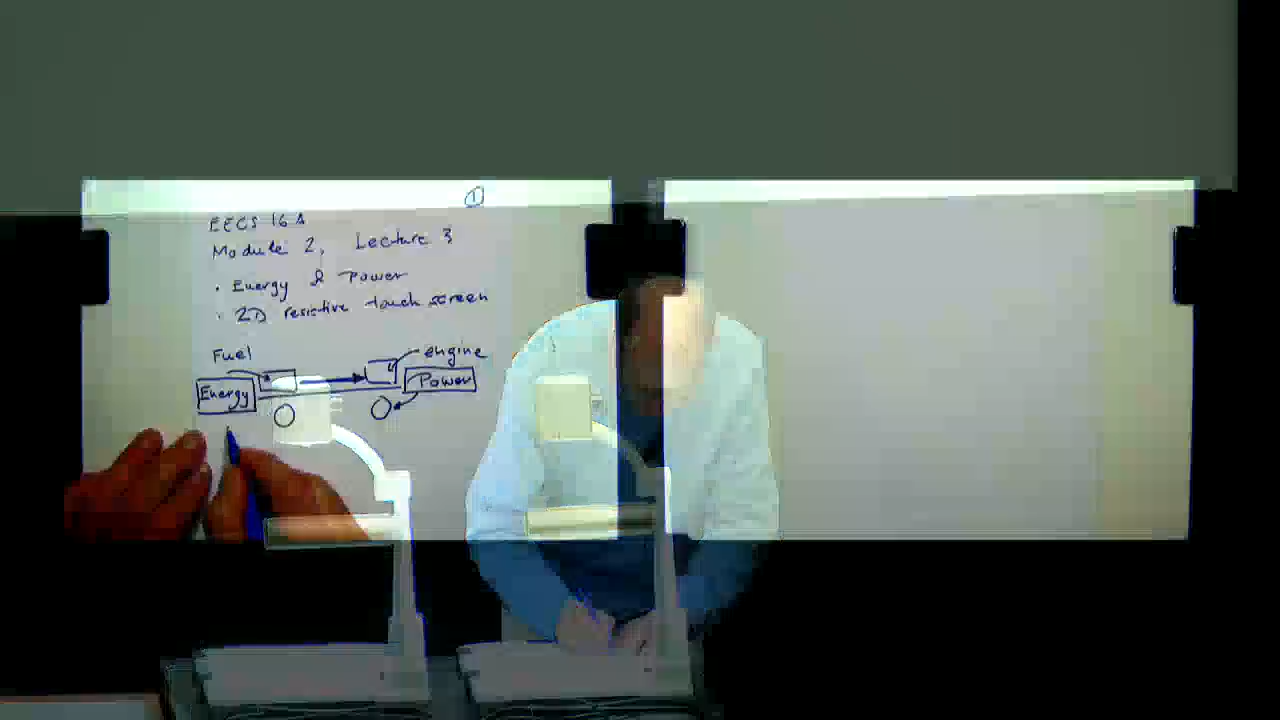 1
EECS 16A
Module 2, Lecture 3
· Energy & Power
· 2D resistive touch screen
Fuel
engine
Energy
Power